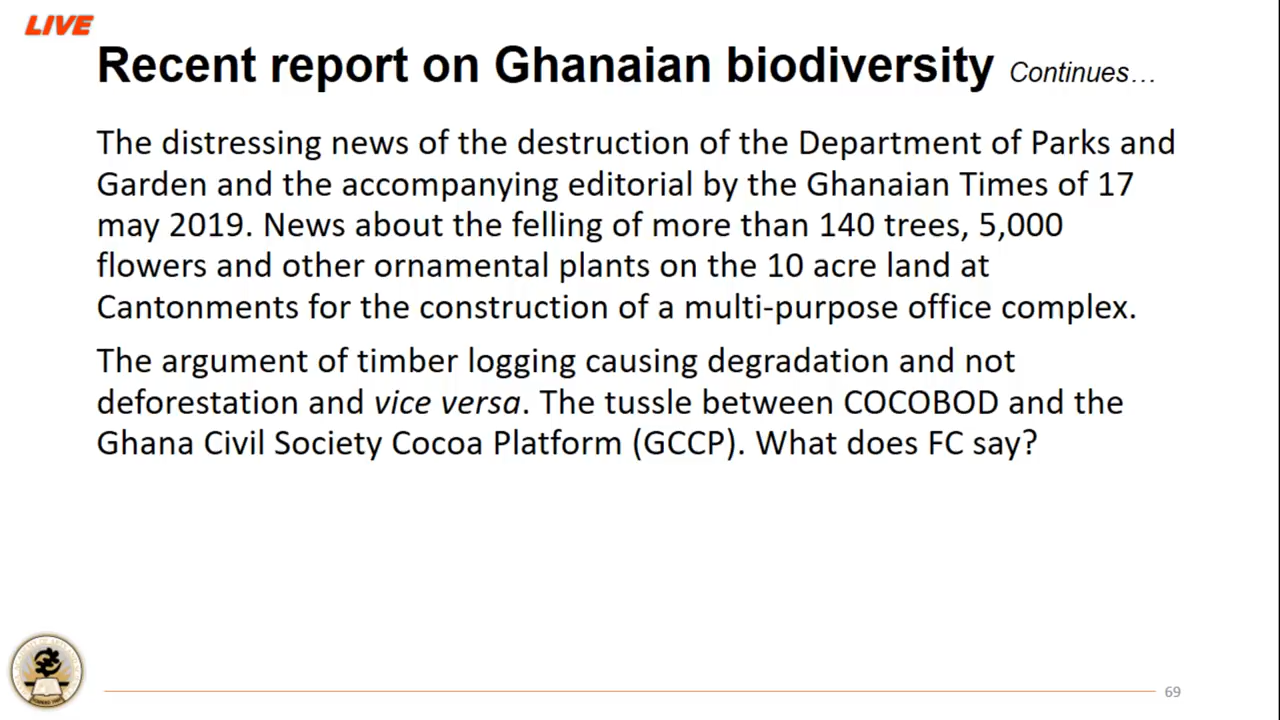 LIVE
Recent report on Ghanaian biodiversity Continues…
The distressing news of the destruction of the Department of Parks and
Garden and the accompanying editorial by the Ghanaian Times of 17
may 2019. News about the felling of more than 140 trees, 5,000
flowers and other ornamental plants on the 10 acre land at
Cantonments for the construction of a multi-purpose office complex.
The argument of timber logging causing degradation and not
deforestation and vice versa. The tussle between COCOBOD and the
Ghana Civil Society Cocoa Platform (GCCP). What does FC say?
69